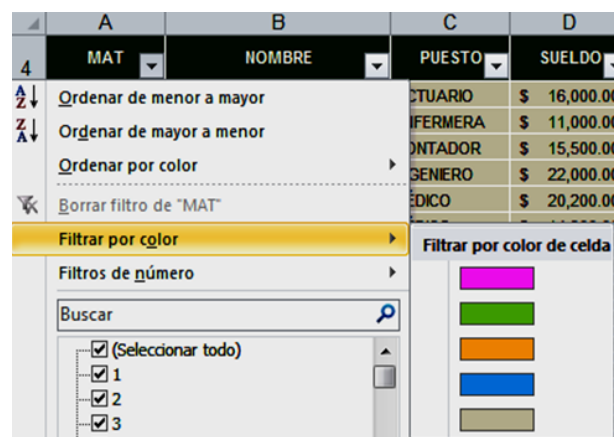 A B C D
4 MAT NOMBRE PUESTO SUELDO
Ordenar de menor a mayor
CTUARIO $ 16,000.00
Ordenar de mayor a menor
NFERMERA $ 11,000.00
ONTADOR $ 15,500.00
Ordenar por color
GENIERO $ 22,000.00
Borrar filtro de "MAT"
ÉDICO $ 20,200.00
Filtrar por color
Filtrar por color de celda
Filtros de número
Buscar
(Seleccionar todo)
1
2
3